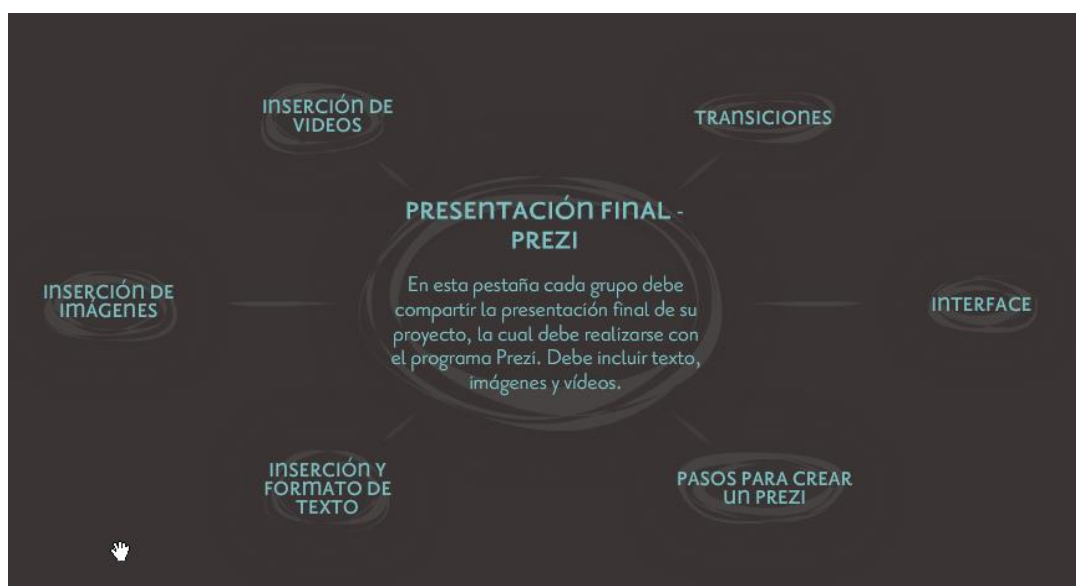 INSERCIÓN DE
VIDEOS
TRANSICIONES
PRESENTACIÓN FINAL -
PREZI
En esta pestaña cada grupo debe
compartir la presentación final de su
proyecto, la cual debe realizarse con
el programa Prezi. Debe incluir texto,
imágenes y vídeos.
INSERCIÓN DE
IMÁGENES
INTERFACE
INSERCIÓN Y
FORMATO DE
TEXTO
PASOS PARA CREAR
UN PREZI